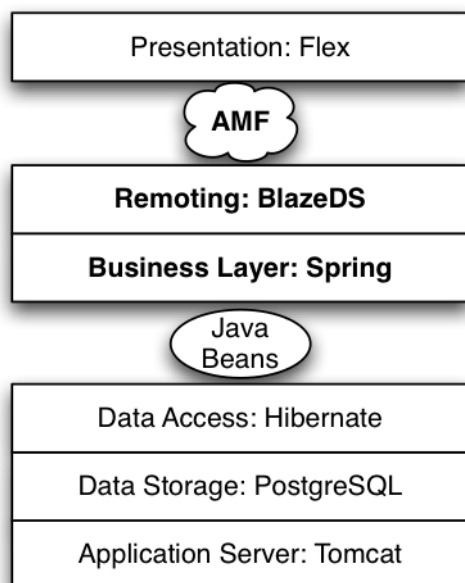 Presentation: Flex
AMF
Remoting: BlazeDS
Business Layer: Spring
Java
Beans
Data Access: Hibernate
Data Storage: PostgreSQL
Application Server: Tomcat